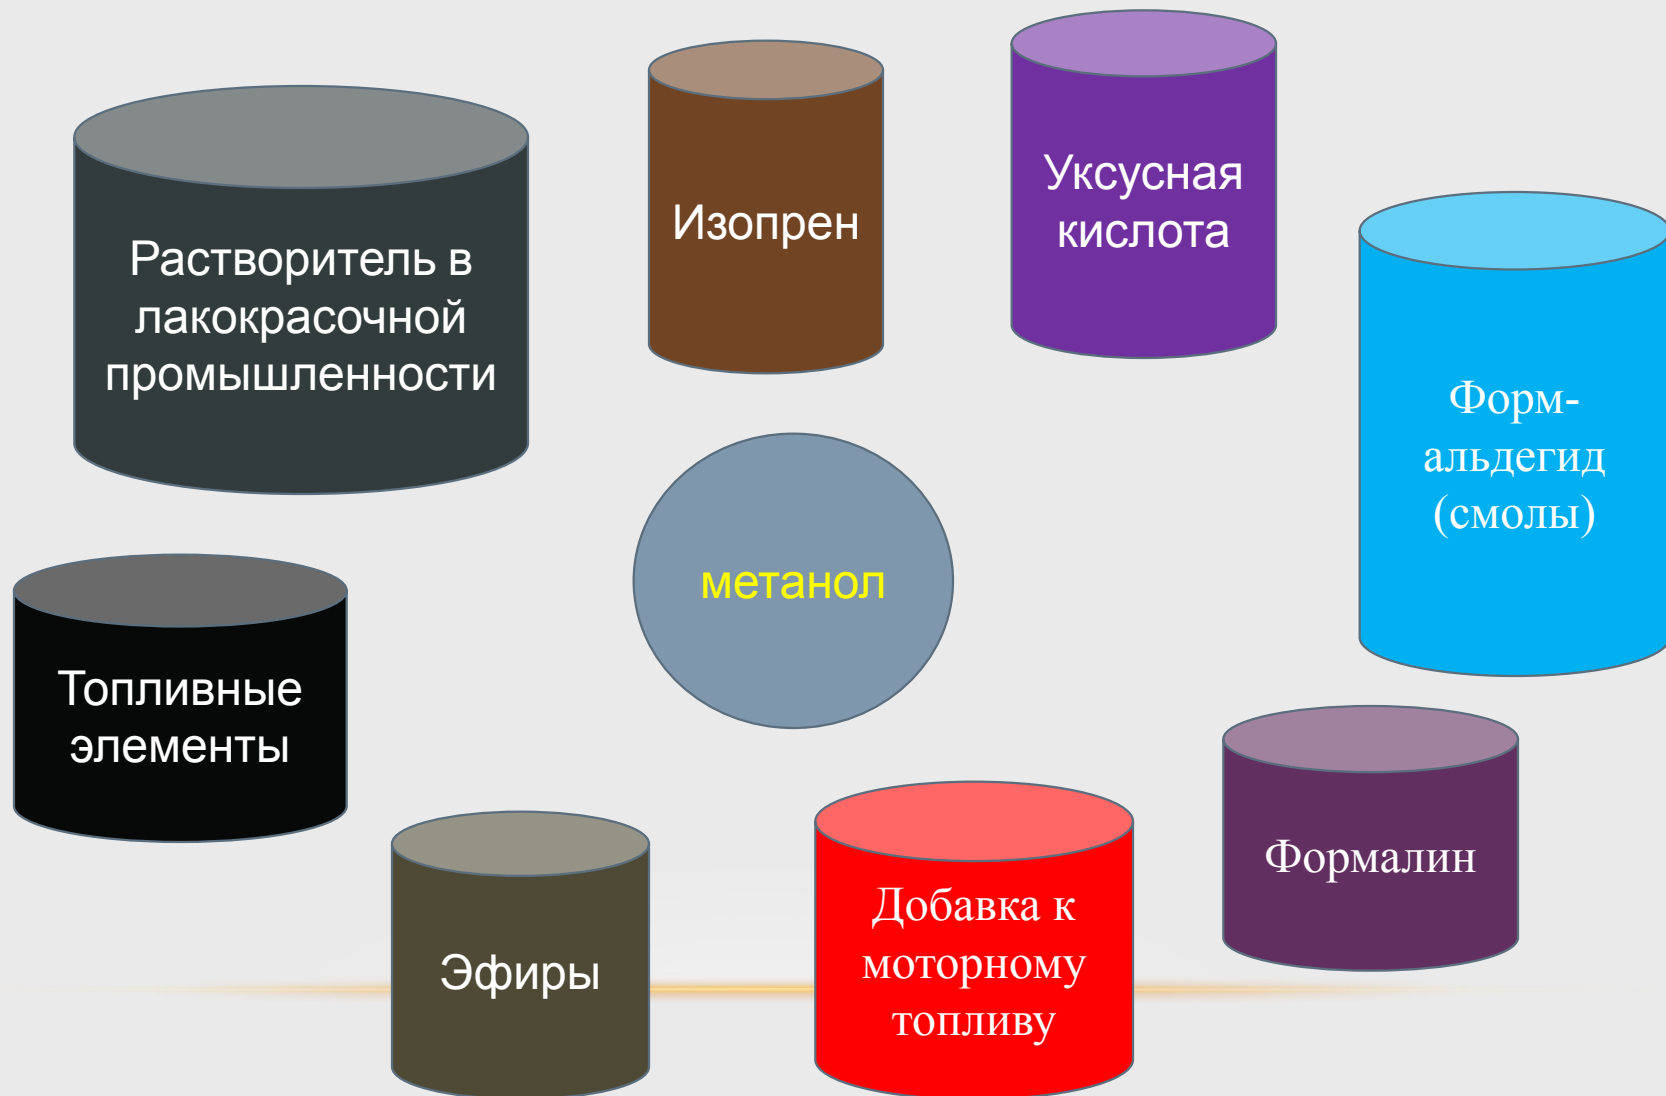 Растворитель в
лакокрасочной
промышленности
Изопрен
Уксусная
кислота
Форм-
альдегид
(смолы)
метанол
Топливные
элементы
Эфиры
Добавка к
моторному
топливу
Формалин